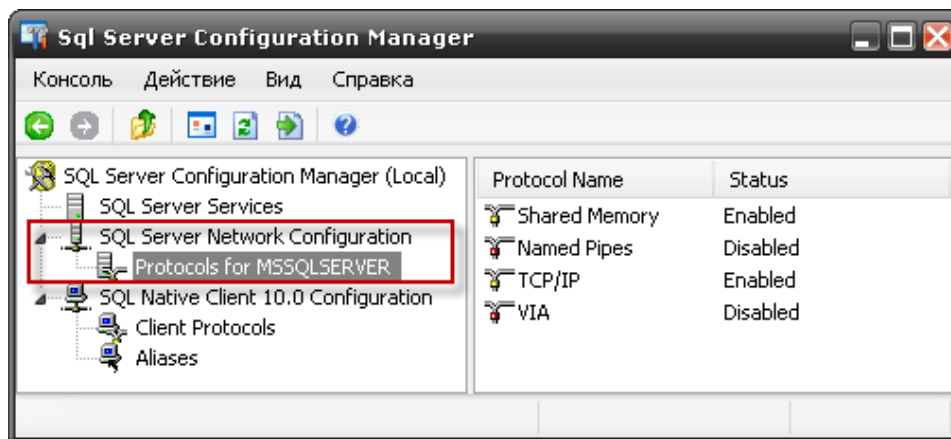 Sql Server Configuration Manager
Консоль Действие Вид Справка
SQL Server Configuration Manager (Local)
SQL Server Services
SQL Server Network Configuration
Protocols for MSSQLSERVER
SQL Native Client 10.0 Configuration
Client Protocols
Aliases
Protocol Name Status
Shared Memory Enabled
Named Pipes Disabled
TCP/IP Enabled
VIA Disabled